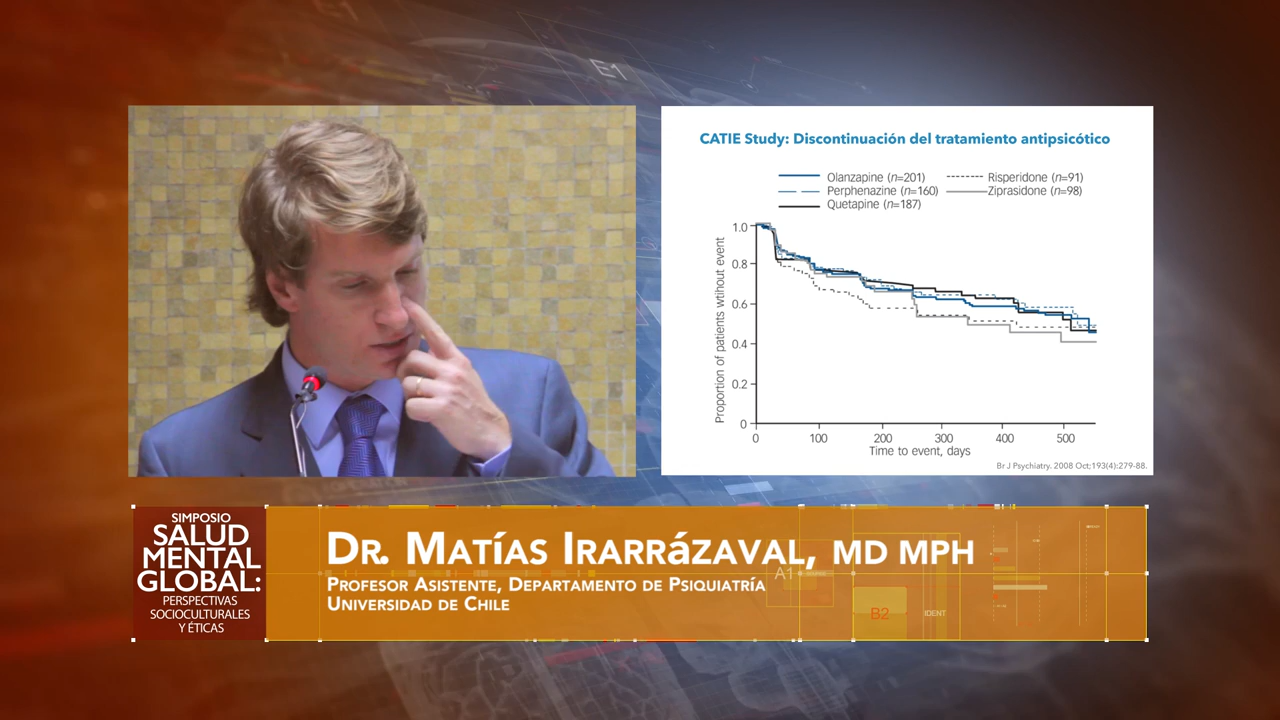 E1
CATIE Study: Discontinuación del tratamiento antipsicótico
Olanzapine (n=201)
Perphenazine (n=160)
Quetapine (n=187)
Risperidone (n=91)
Ziprasidone (n=98)
Proportion of patients wtihout event
1.0
0.8
0.6
0.4
0.2
0
0 100 200 300 400 500
Time to event, days
Br J Psychiatry. 2008 Oct;193(4):279-88.
SIMPOSIO
SALUD
MENTAL
GLOBAL:
PERSPECTIVAS
SOCIOCULTURALES
Y ÉTICAS
DR. MATÍAS IRARRáZAVAL, MD MPH
PROFESOR ASISTENTE, DEPARTAMENTO DE PSIQUIATRÍA
UNIVERSIDAD DE CHILE
A1
B2
IDENT